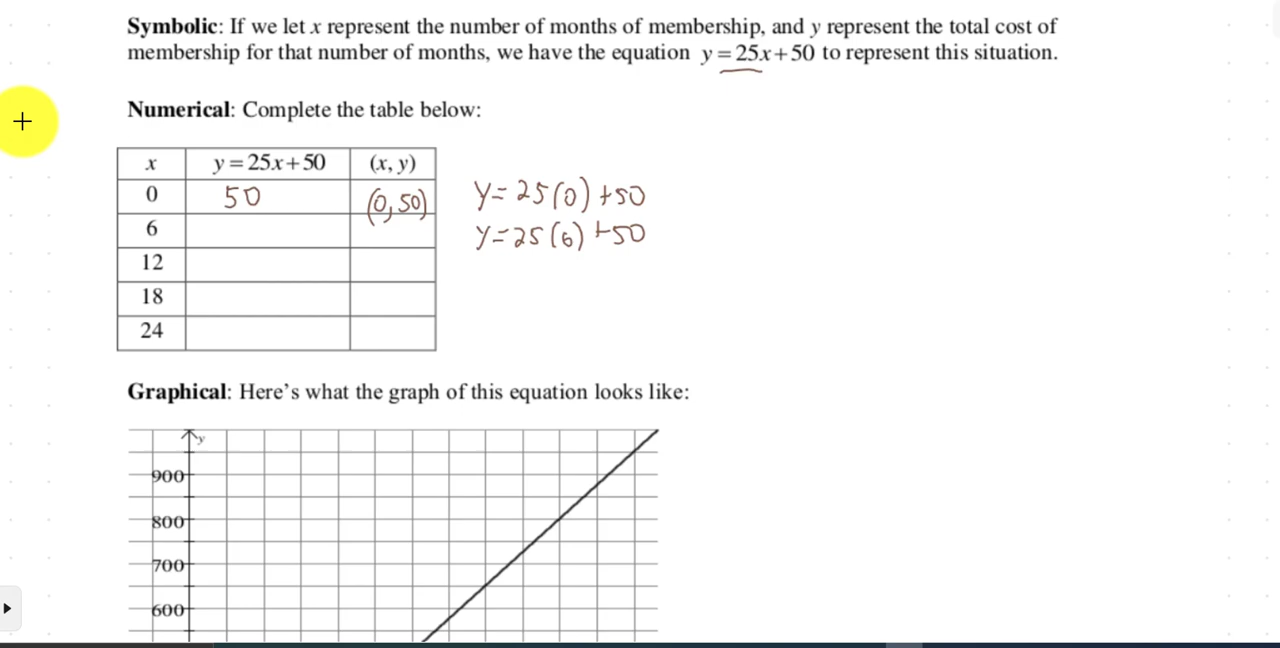 Symbolic: If we let x represent the number of months of membership, and y represent the total cost of
membership for that number of months, we have the equation y=25x+50 to represent this situation.
Numerical: Complete the table below:
x y=25x+50 (x, y)
0 50 (0,50) y=25(0)+50
6 y=25(6)+50
12
18
24
Graphical: Here's what the graph of this equation looks like:
y
900
800
700
600